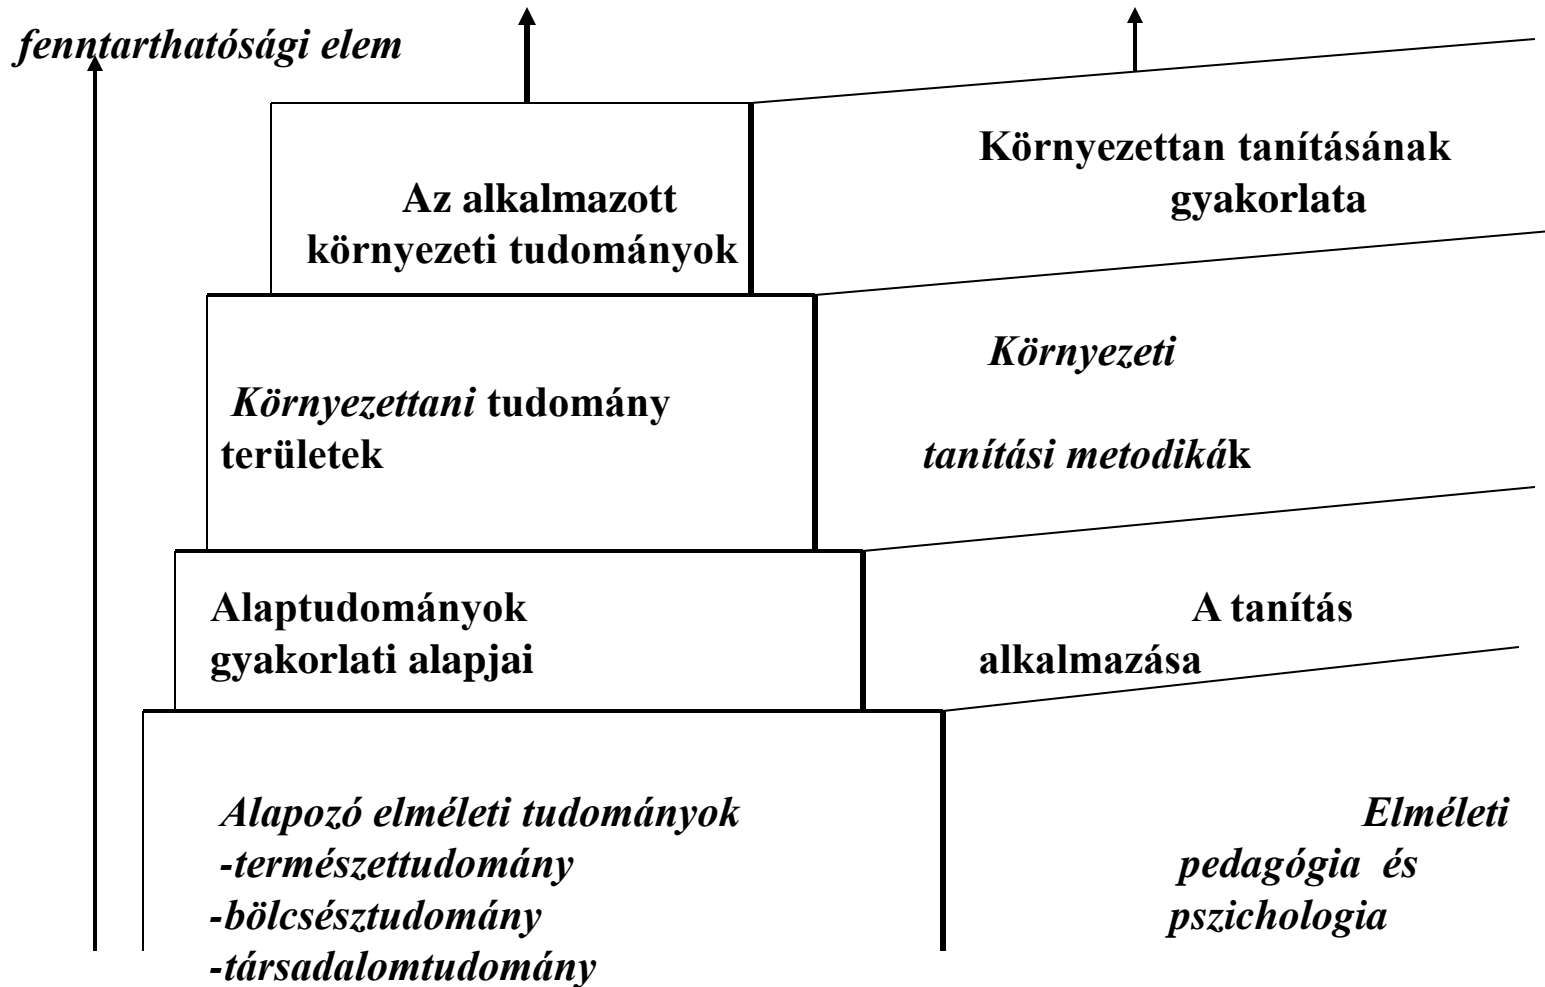 fenntarthatósági elem
Az alkalmazott
környezeti tudományok
Környezettan tanításának
gyakorlata
Környezettani tudomány
területek
Környezeti
tanítási metodikák
Alaptudományok
gyakorlati alapjai
A tanítás
alkalmazása
Alapozó elméleti tudományok
-természettudomány
-bölcsésztudomány
-társadalomtudomány
Elméleti
pedagógia és
pszichologia